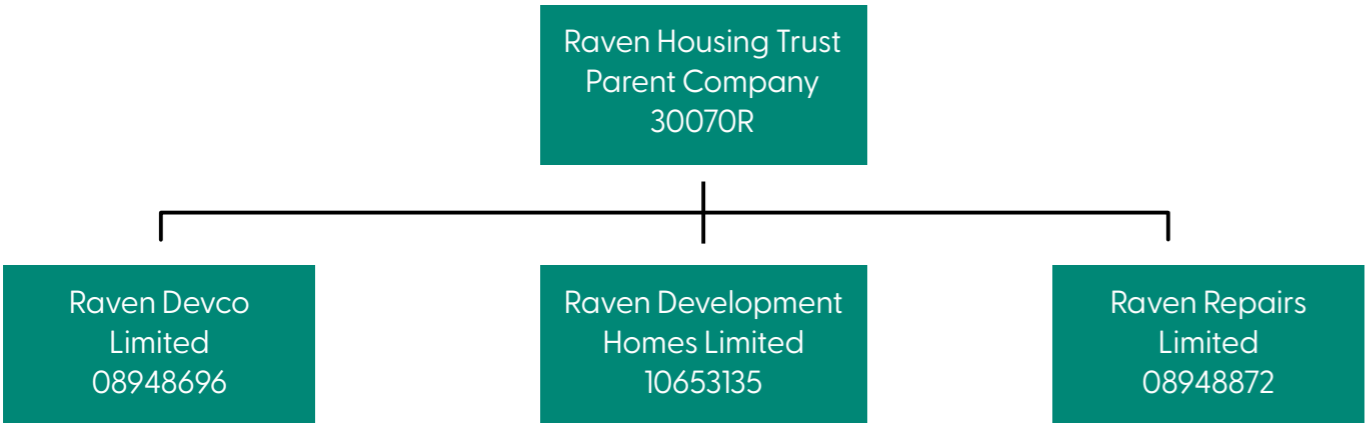 Raven Housing Trust
Parent Company
30070R
Raven Devco
Limited
08948696
Raven Development
Homes Limited
10653135
Raven Repairs
Limited
08948872